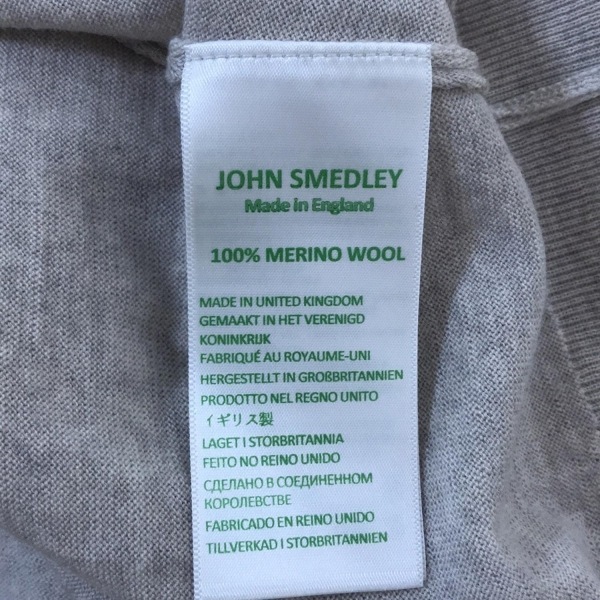 JOHN SMEDLEY
Made in England
100% MERINO WOOL
MADE IN UNITED KINGDOM
GEMAAKT IN HET VERENIGD
KONINKRIJK
FABRIQUÉ AU ROYAUME-UNI
HERGESTELLT IN GROßBRITANNIEN
PRODOTTO NEL REGNO UNITO
イギリス製
LAGET I STORBRITANNIA
FEITO NO REINO UNIDO
СДЕЛАНО В СОЕДИНЕННОМ
КОРОЛЕВСТВЕ
FABRICADO EN REINO UNIDO
TILLVERKAD I STORBRITANNIEN